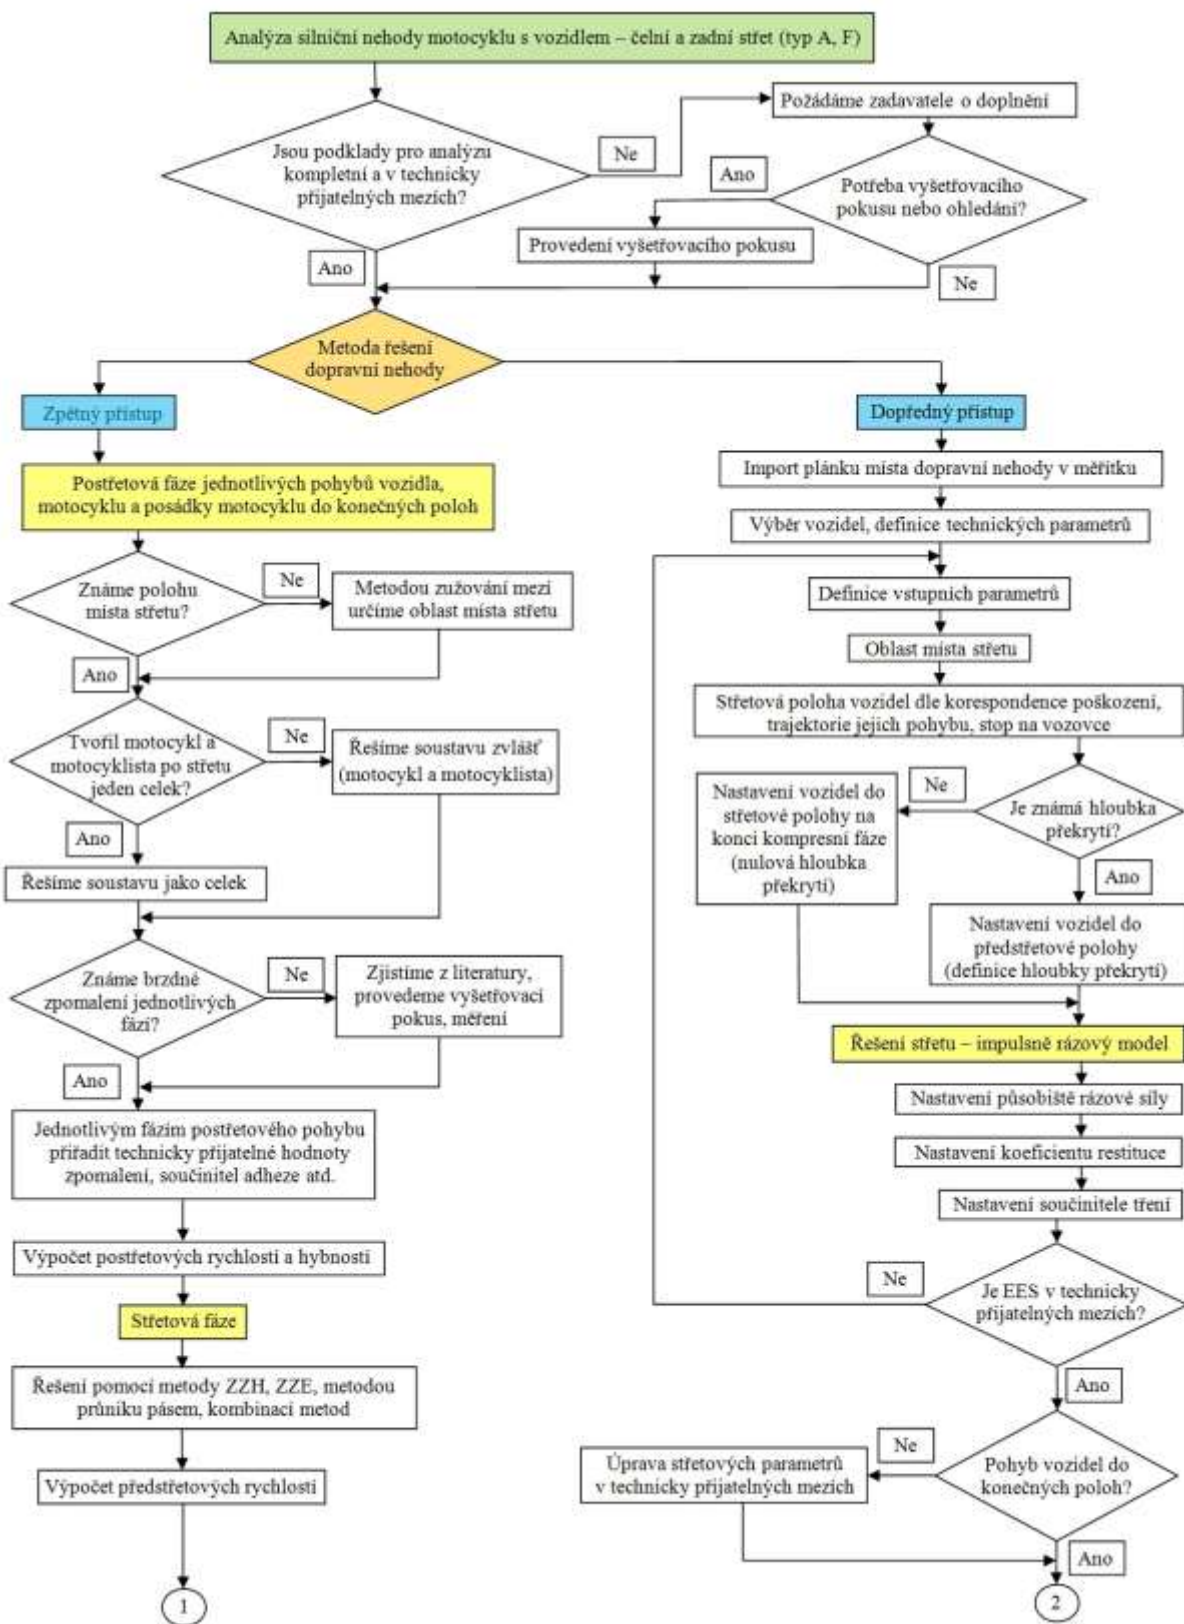 Analýza silniční nehody motocyklu s vozidlem – čelní a zadní střet (typ A, F)
Jsou podklady pro analýzu
kompletní a v technicky
přijatelných mezích?
Ne
Požádáme zadavatele o doplnění
Ano
Potřeba vyšetřovacího
pokusu nebo ohledání?
Provedení vyšetřovacího pokusu
Ano
Ne
Metoda řešení
dopravní nehody
Zpětný přístup
Postřetová fáze jednotlivých pohybů vozidla,
motocyklu a posádky motocyklu do konečných poloh
Známe polohu
místa střetu?
Ne
Metodou zužování mezí
určíme oblast místa střetu
Ano
Tvořil motocykl a
motocyklista po střetu
jeden celek?
Ne
Řešíme soustavu zvlášť
(motocykl a motocyklista)
Ano
Řešíme soustavu jako celek
Známe brzdné
zpomalení jednotlivých
fází?
Ne
Zjistíme z literatury,
provedeme vyšetřovací
pokus, měření
Ano
Jednotlivým fázím postřetového pohybu
přiřadit technicky přijatelné hodnoty
zpomalení, součinitel adheze atd.
Výpočet postřetových rychlostí a hybností
Střetová fáze
Řešení pomocí metody ZZH, ZZE, metodou
průniku pásem, kombinací metod
Výpočet předstřetových rychlostí
1
Dopředný přístup
Import plánku místa dopravní nehody v měřítku
Výběr vozidel, definice technických parametrů
Definice vstupních parametrů
Oblast místa střetu
Střetová poloha vozidel dle korespondence poškození,
trajektorie jejich pohybu, stop na vozovce
Je známá hloubka
překrytí?
Ne
Nastavení vozidel do
střetové polohy na
konci kompresní fáze
(nulová hloubka
překrytí)
Ano
Nastavení vozidel do
předstřetové polohy
(definice hloubky překrytí)
Řešení střetu – impulsně rázový model
Nastavení působiště rázové síly
Nastavení koeficientu restituce
Nastavení součinitele tření
Je EES v technicky
přijatelných mezích?
Ne
Ano
Pohyb vozidel do
konečných poloh?
Ne
Úprava střetových parametrů
v technicky přijatelných mezích
Ano
2